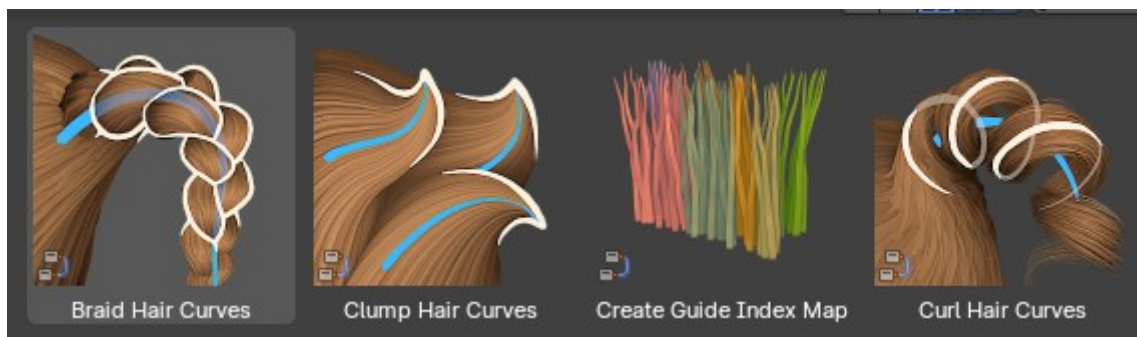 Braid Hair Curves
Clump Hair Curves
Create Guide Index Map
Curl Hair Curves